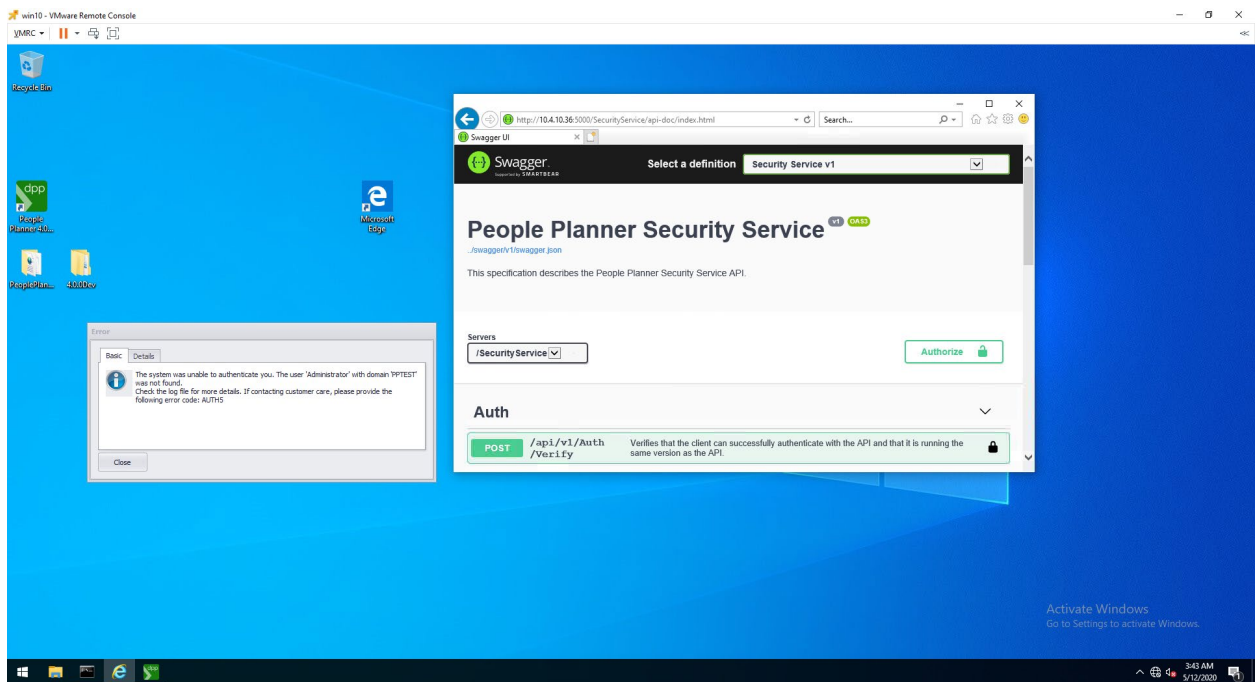 win10 - VMware Remote Console
VMRC
Recycle Bin
dpp
People
Planner 4.0...
Microsoft
Edge
PeoplePlan...
4.0.0Dev
Error
Basic
Details
The system was unable to authenticate you. The user 'Administrator' with domain 'PPTEST'
was not found.
Check the log file for more details. If contacting customer care, please provide the
following error code: AUTH5
Close
http://10.4.10.36:5000/SecurityService/api-doc/index.html
Search...
Swagger UI
Swagger.
Supported by SMARTBEAR
Select a definition
Security Service v1
People Planner Security Service v1 OAS3
../swagger/v1/swagger.json
This specification describes the People Planner Security Service API.
Servers
/SecurityService
Authorize
Auth
POST
/api/v1/Auth
/Verify
Verifies that the client can successfully authenticate with the API and that it is running the
same version as the API.
Activate Windows
Go to Settings to activate Windows.
dpp
3:43 AM
5/12/2020
1